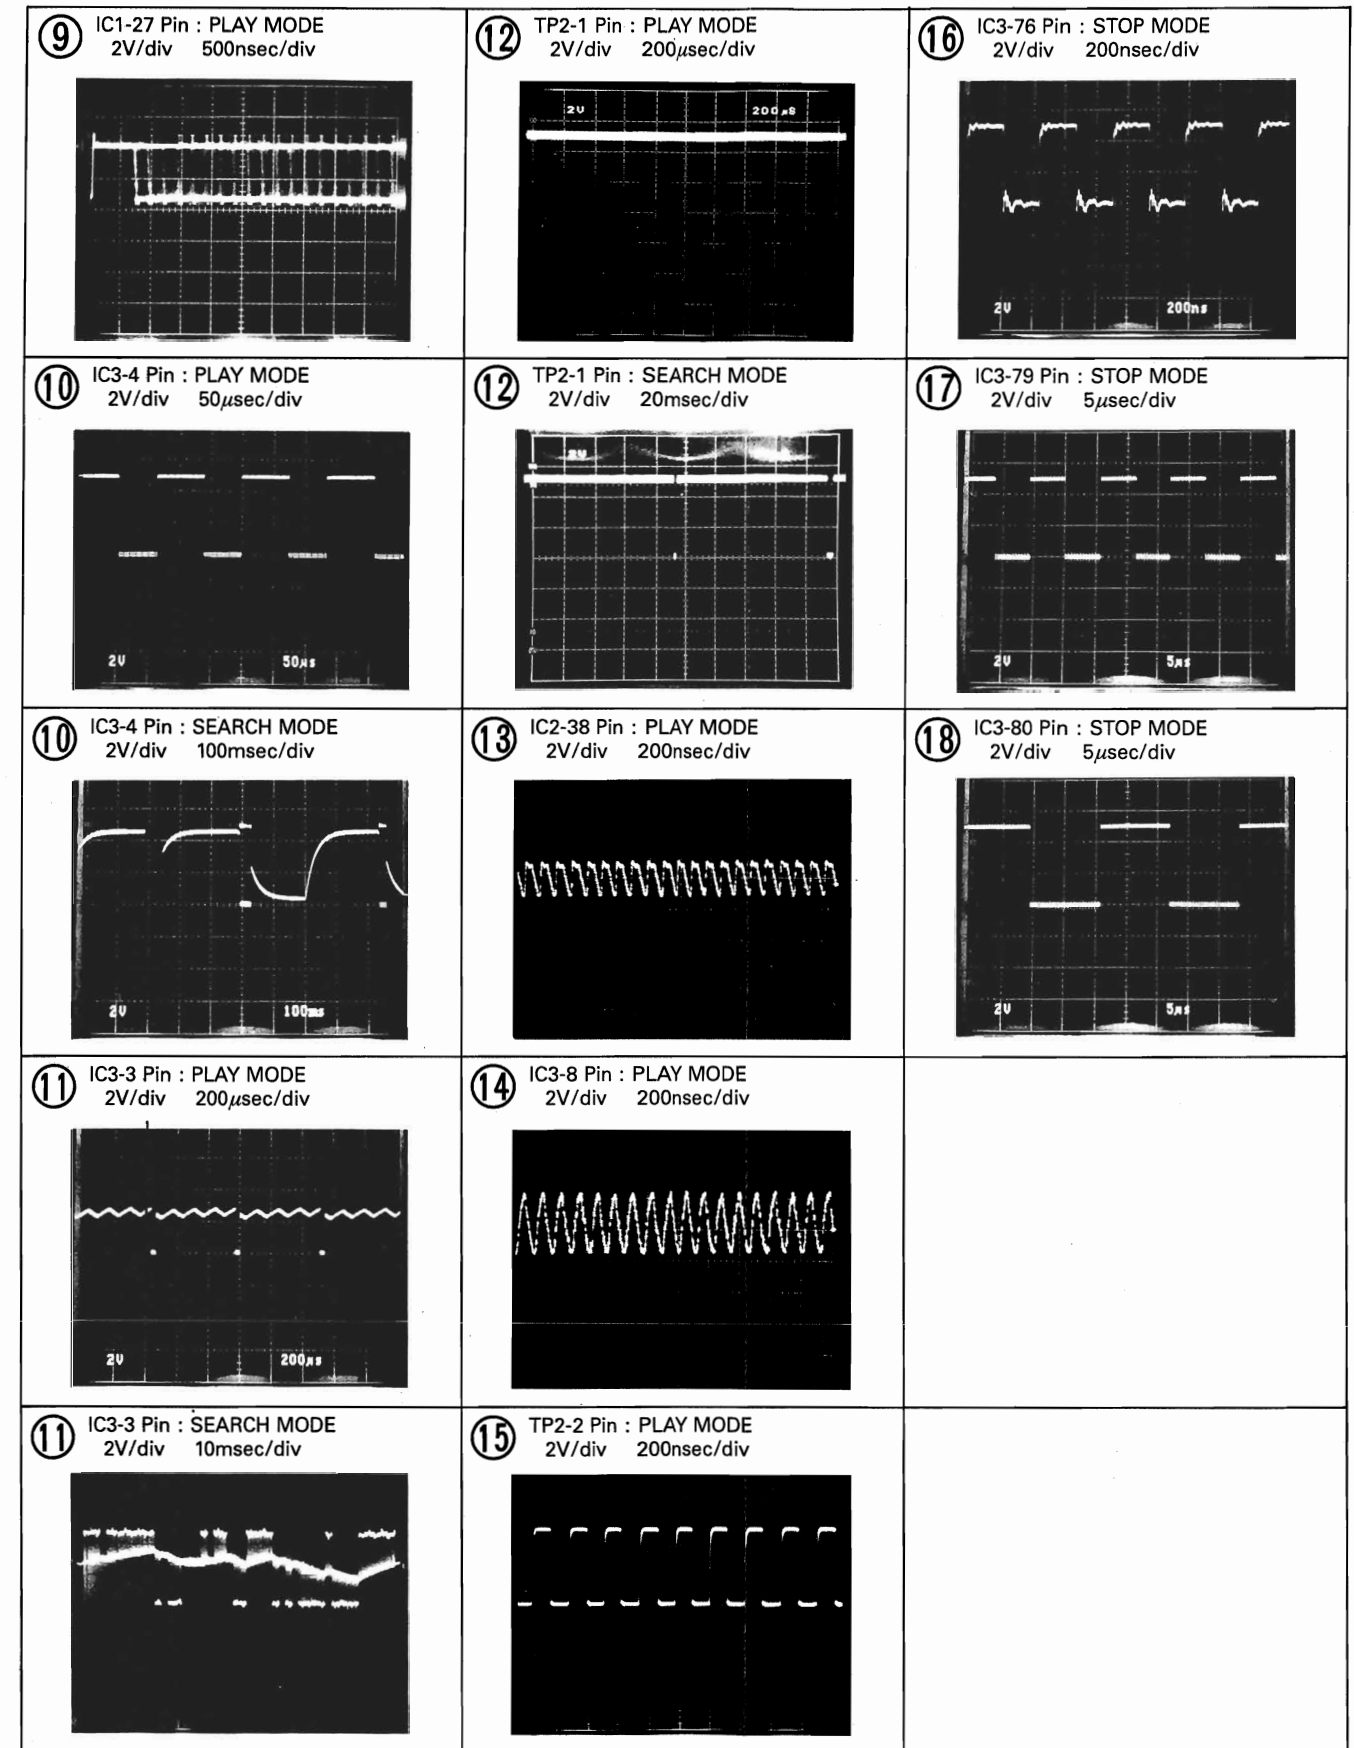 9 IC1-27 Pin : PLAY MODE
2V/div 500nsec/div
10 IC3-4 Pin : PLAY MODE
2V/div 50μsec/div
2V 50μs
10 IC3-4 Pin : SEARCH MODE
2V/div 100msec/div
2V 100ms
11 IC3-3 Pin : PLAY MODE
2V/div 200μsec/div
2V 200μs
11 IC3-3 Pin : SEARCH MODE
2V/div 10msec/div
12 TP2-1 Pin : PLAY MODE
2V/div 200μsec/div
2V 200μS
12 TP2-1 Pin : SEARCH MODE
2V/div 20msec/div
2V
13 IC2-38 Pin : PLAY MODE
2V/div 200nsec/div
14 IC3-8 Pin : PLAY MODE
2V/div 200nsec/div
15 TP2-2 Pin : PLAY MODE
2V/div 200nsec/div
16 IC3-76 Pin : STOP MODE
2V/div 200nsec/div
2V 200ns
17 IC3-79 Pin : STOP MODE
2V/div 5μsec/div
2V 5μs
18 IC3-80 Pin : STOP MODE
2V/div 5μsec/div
2V 5μs